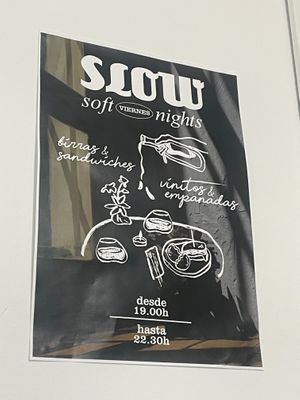 SLOW
soft VIERNES nights
birras &
sandwiches
vinitos &
empanadas
desde
19.00h
hasta
22.30h